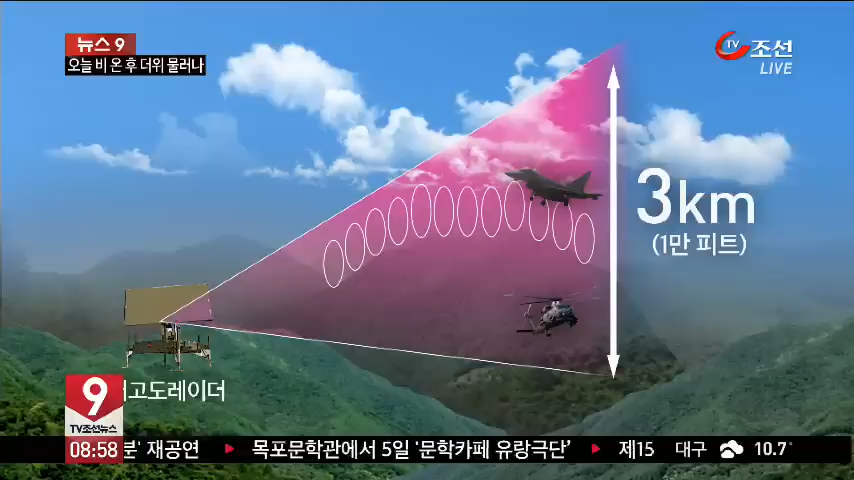 뉴스 9
오늘 비 온 후 더위 물러나
TV조선
LIVE
3km
(1만 피트)
고도레이더
9
TV조선뉴스
08:58
분' 재공연 ▶ 목포문학관에서 5일 '문학카페 유랑극단' ▶ 제15
대구 10.7°